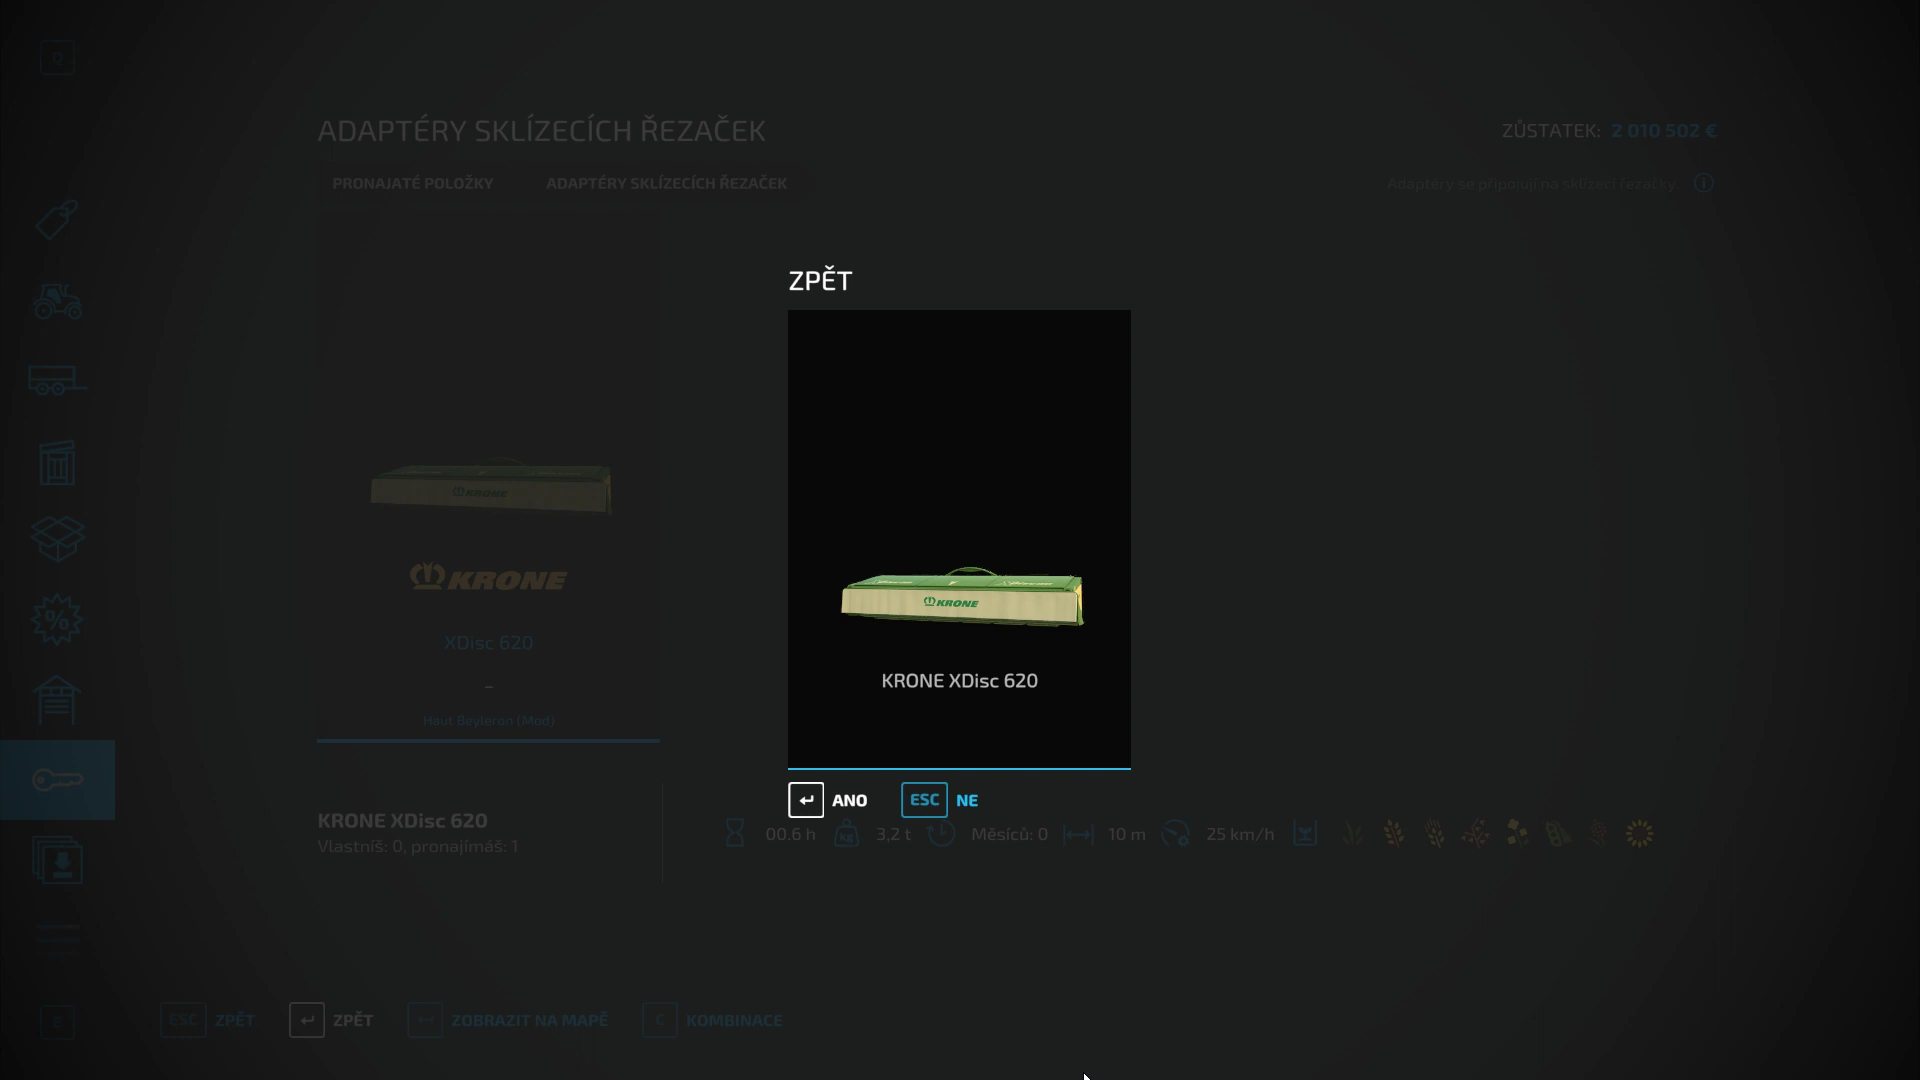 Q
ADAPTÉRY SKLÍZECÍCH ŘEZAČEK
ZŮSTATEK: 2 010 502 €
PRONAJATÉ POLOŽKY
ADAPTÉRY SKLÍZECÍCH ŘEZAČEK
Adaptéry se připojují na sklízecí řezačky.
ZPĚT
KRONE
KRONE
XDisc 620
–
Haut Beyleron (Mod)
KRONE
KRONE XDisc 620
ANO
ESC NE
KRONE XDisc 620
Vlastníš: 0, pronajímáš: 1
00.6 h
kg 3,2 t
Měsíců: 0
10 m
25 km/h
%
E
ESC ZPĚT
ZPĚT
ZOBRAZIT NA MAPĚ
C KOMBINACE